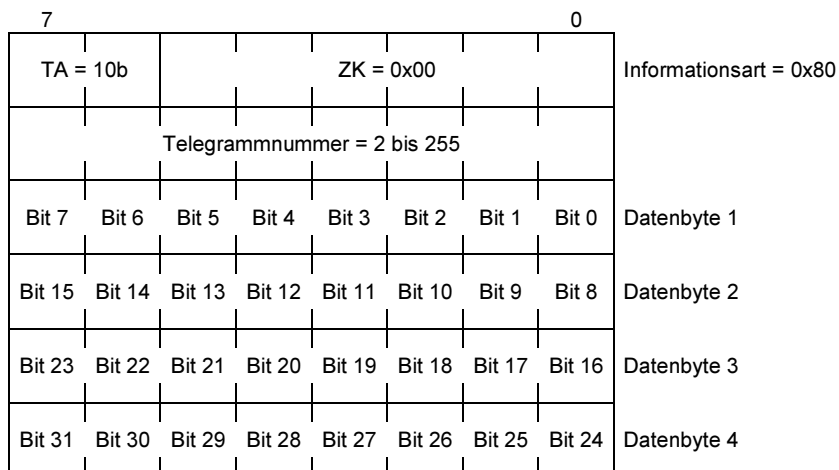 7 0
TA = 10b ZK = 0x00 Informationsart = 0x80
Telegrammnummer = 2 bis 255
Bit 7 Bit 6 Bit 5 Bit 4 Bit 3 Bit 2 Bit 1 Bit 0 Datenbyte 1
Bit 15 Bit 14 Bit 13 Bit 12 Bit 11 Bit 10 Bit 9 Bit 8 Datenbyte 2
Bit 23 Bit 22 Bit 21 Bit 20 Bit 19 Bit 18 Bit 17 Bit 16 Datenbyte 3
Bit 31 Bit 30 Bit 29 Bit 28 Bit 27 Bit 26 Bit 25 Bit 24 Datenbyte 4